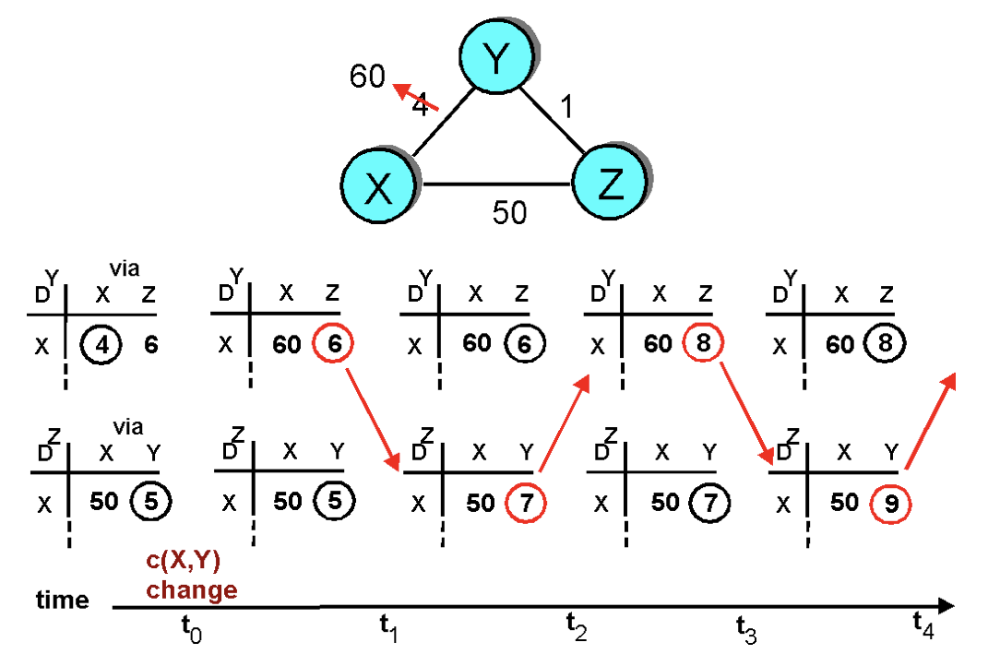 Y
60
4
1
X
Z
50
via
D Y X Z
X 4 6
D Y X Z
X 60 6
D Y X Z
X 60 6
D Y X Z
X 60 8
D Y X Z
X 60 8
via
D Z X Y
X 50 5
D Z X Y
X 50 5
D Z X Y
X 50 7
D Z X Y
X 50 7
D Z X Y
X 50 9
c(X,Y)
change
time
t0 t1 t2 t3 t4